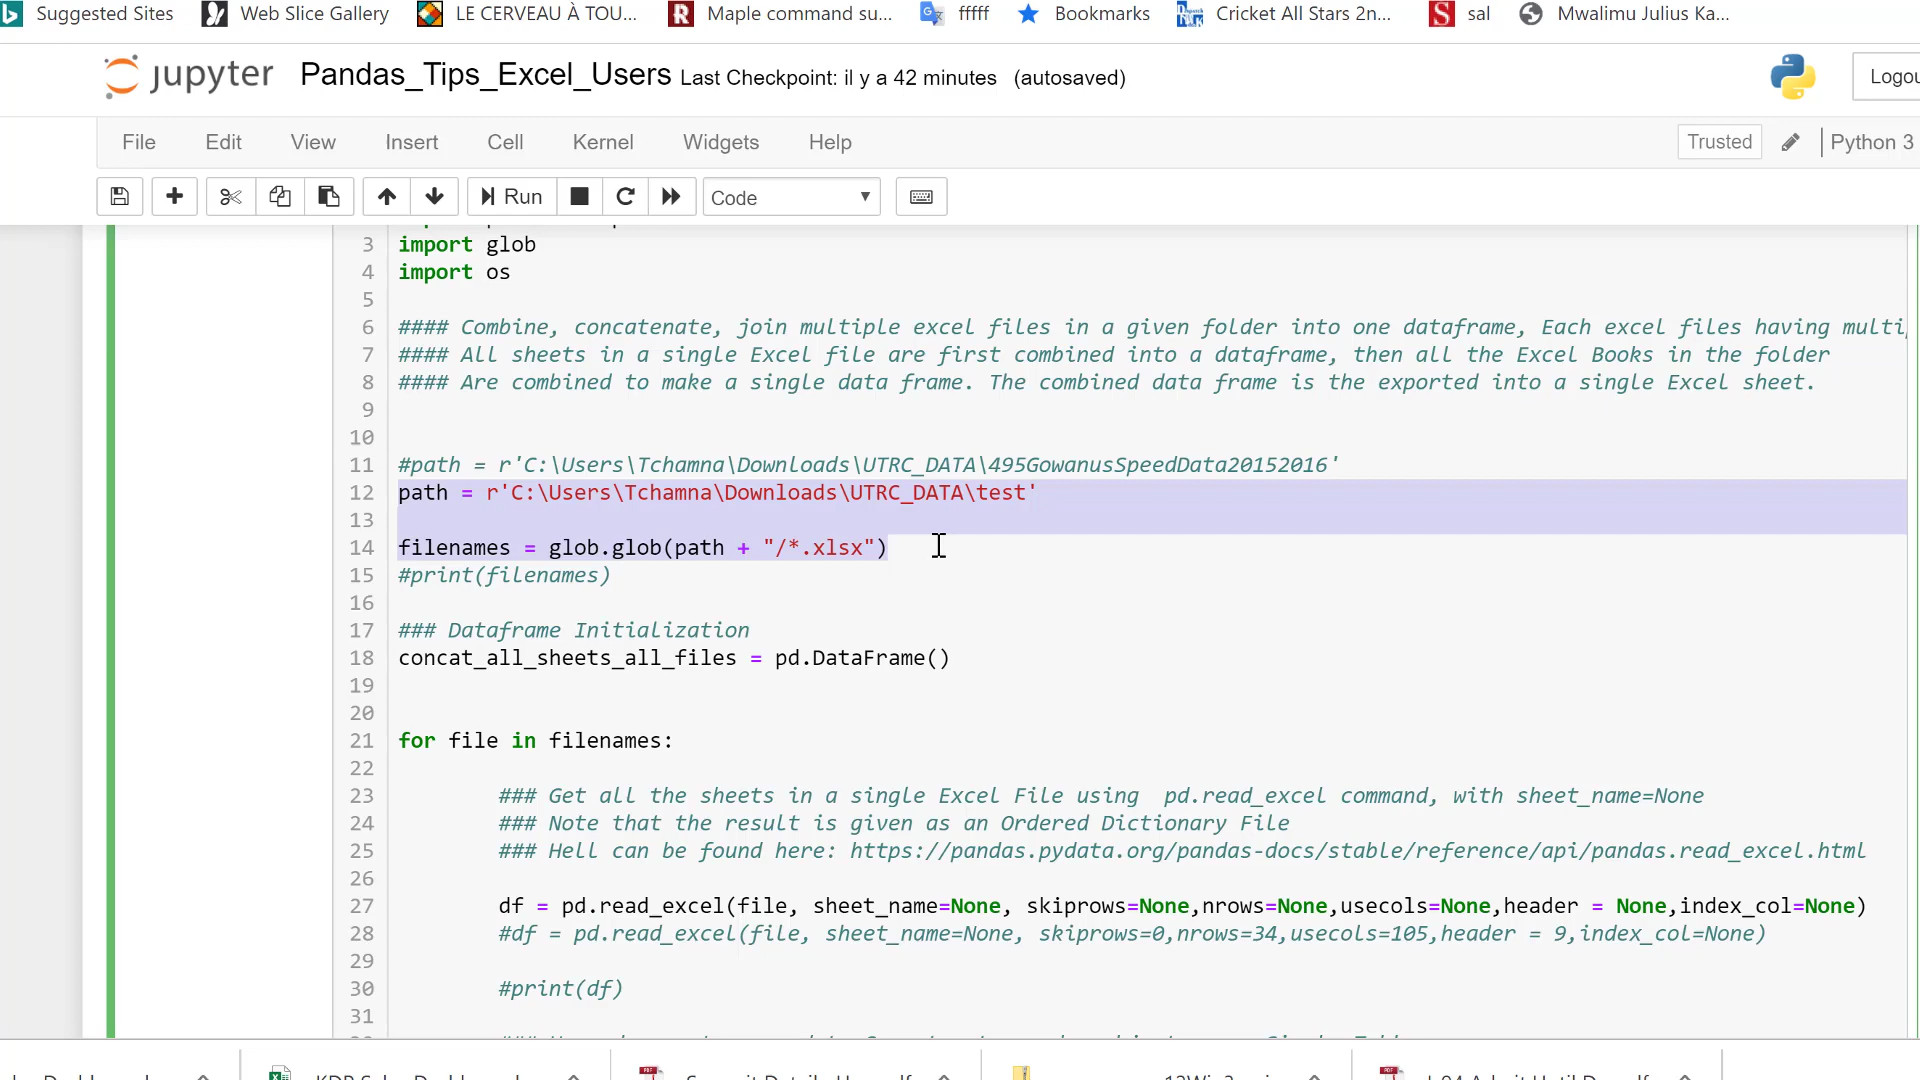 Suggested Sites Web Slice Gallery LE CERVEAU À TOU... Maple command su... fffff Bookmarks Cricket All Stars 2n... sal Mwalimu Julius Ka...
jupyter Pandas_Tips_Excel_Users Last Checkpoint: il y a 42 minutes (autosaved) Logou
File Edit View Insert Cell Kernel Widgets Help Trusted Python 3
Run Code
3 import glob
4 import os
5
6 #### Combine, concatenate, join multiple excel files in a given folder into one dataframe, Each excel files having multi
7 #### All sheets in a single Excel file are first combined into a dataframe, then all the Excel Books in the folder
8 #### Are combined to make a single data frame. The combined data frame is the exported into a single Excel sheet.
9
10
11 #path = r'C:\Users\Tchamna\Downloads\UTRC_DATA\495GowanusSpeedData20152016'
12 path = r'C:\Users\Tchamna\Downloads\UTRC_DATA\test'
13
14 filenames = glob.glob(path + "/*.xlsx")
15 #print(filenames)
16
17 ### Dataframe Initialization
18 concat_all_sheets_all_files = pd.DataFrame()
19
20
21 for file in filenames:
22
23 ### Get all the sheets in a single Excel File using  pd.read_excel command, with sheet_name=None
24 ### Note that the result is given as an Ordered Dictionary File
25 ### Hell can be found here: https://pandas.pydata.org/pandas-docs/stable/reference/api/pandas.read_excel.html
26
27 df = pd.read_excel(file, sheet_name=None, skiprows=None,nrows=None,usecols=None,header = None,index_col=None)
28 #df = pd.read_excel(file, sheet_name=None, skiprows=0,nrows=34,usecols=105,header = 9,index_col=None)
29
30 #print(df)
31